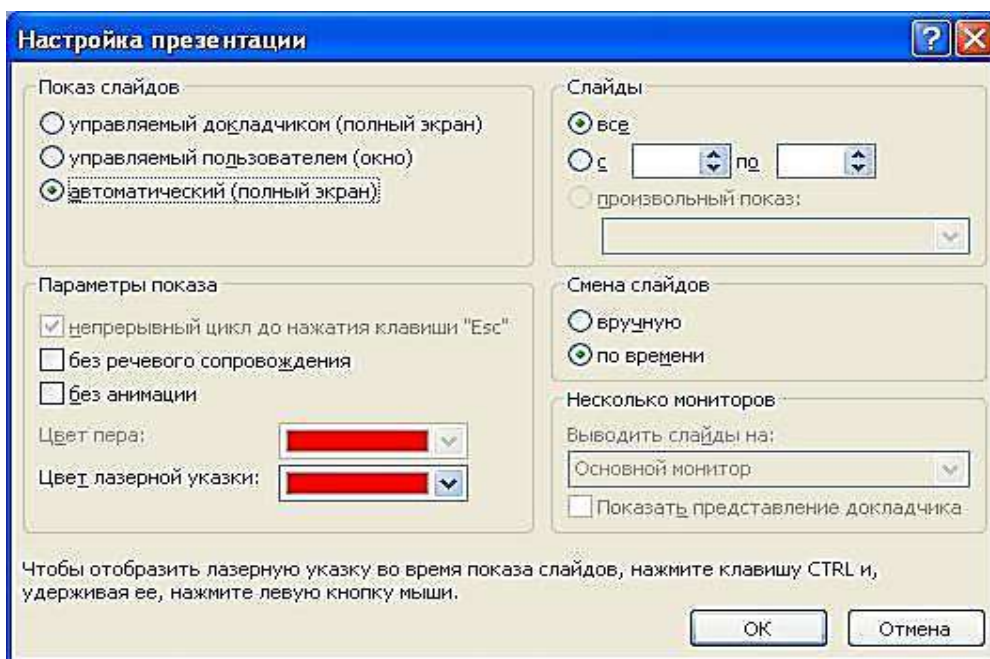 Настройка презентации
Показ слайдов
управляемый докладчиком (полный экран)
управляемый пользователем (окно)
автоматический (полный экран)
Слайды
все
с по
произвольный показ:
Параметры показа
непрерывный цикл до нажатия клавиши "Esc"
без речевого сопровождения
без анимации
Цвет пера:
Цвет лазерной указки:
Смена слайдов
вручную
по времени
Несколько мониторов
Выводить слайды на:
Основной монитор
Показать представление докладчика
Чтобы отобразить лазерную указку во время показа слайдов, нажмите клавишу CTRL и,
удерживая ее, нажмите левую кнопку мыши.
ОК Отмена